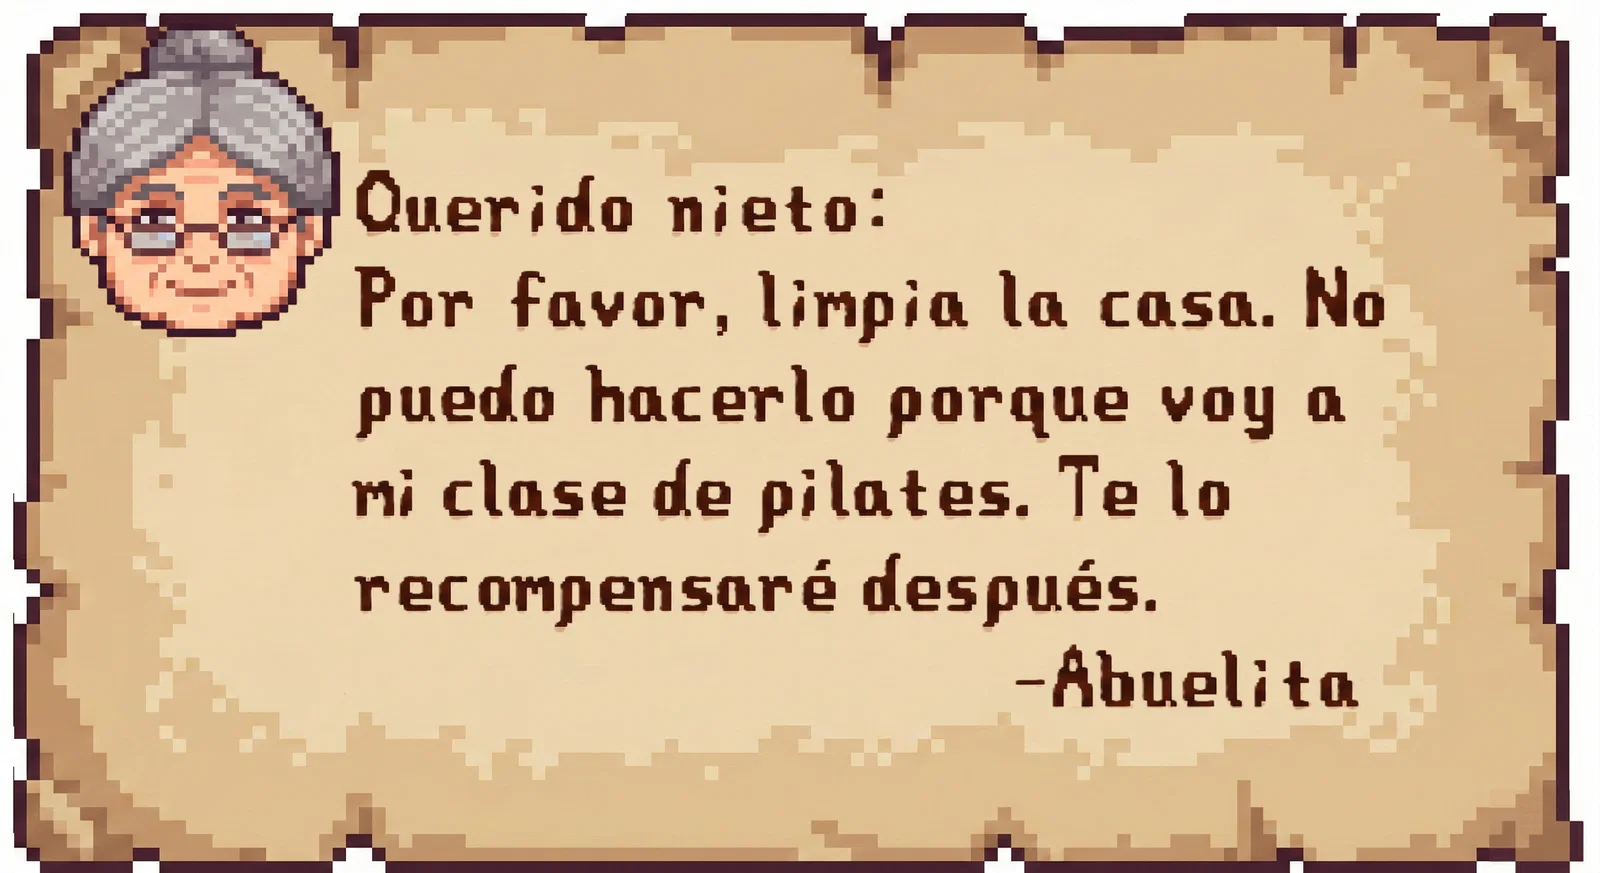 Querido nieto:
Por favor, limpia la casa. No
puedo hacerlo porque voy a
mi clase de pilates. Te lo
recompensaré después.
-Abuelita